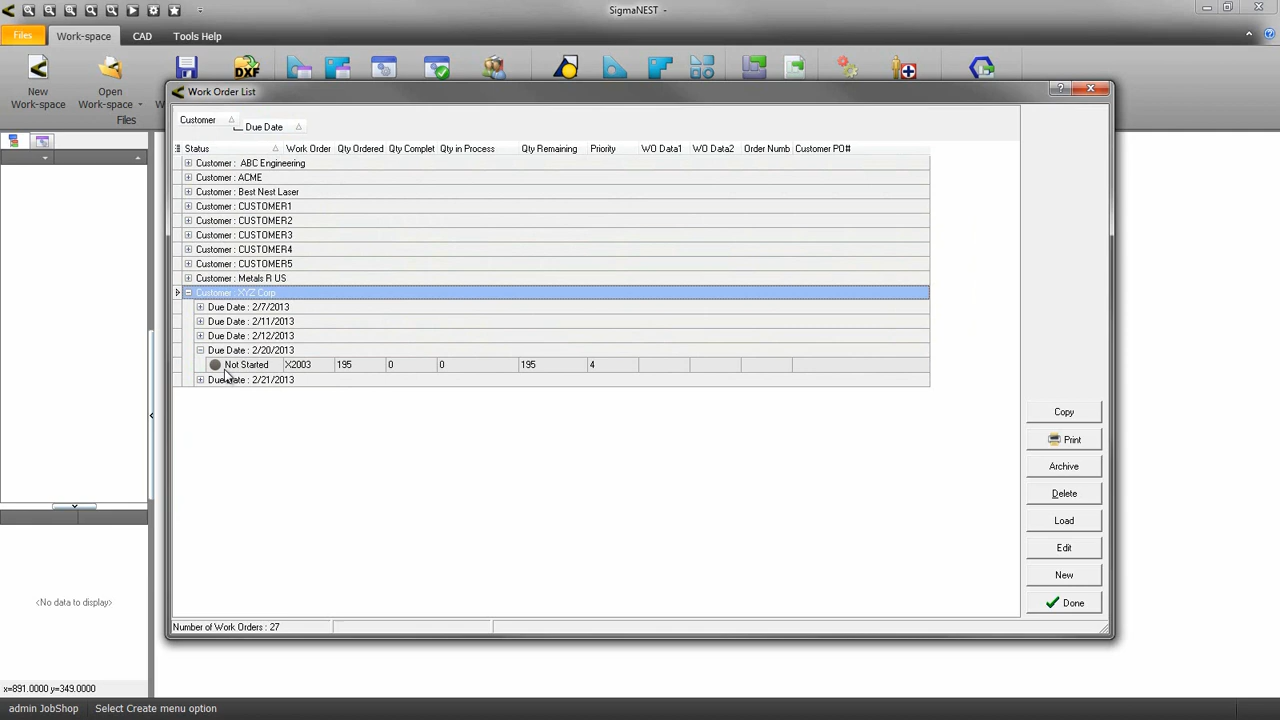 SigmaNEST -
Files Work-space CAD Tools Help
New Work-space
Open Work-space
DXF
Files
Work Order List
Customer
Due Date
Status Work Order Qty Ordered Qty Complet Qty in Process Qty Remaining Priority WO Data1 WO Data2 Order Numb Customer PO#
Customer : ABC Engineering
Customer : ACME
Customer : Best Nest Laser
Customer : CUSTOMER1
Customer : CUSTOMER2
Customer : CUSTOMER3
Customer : CUSTOMER4
Customer : CUSTOMER5
Customer : Metals R US
Customer : XYZ Corp
Due Date : 2/7/2013
Due Date : 2/11/2013
Due Date : 2/12/2013
Due Date : 2/20/2013
Not Started X2003 195 0 0 195 4
Due Date : 2/21/2013
Copy
Print
Archive
Delete
Load
Edit
New
Done
Number of Work Orders : 27
<No data to display>
x=891.0000 y=349.0000
admin JobShop Select Create menu option